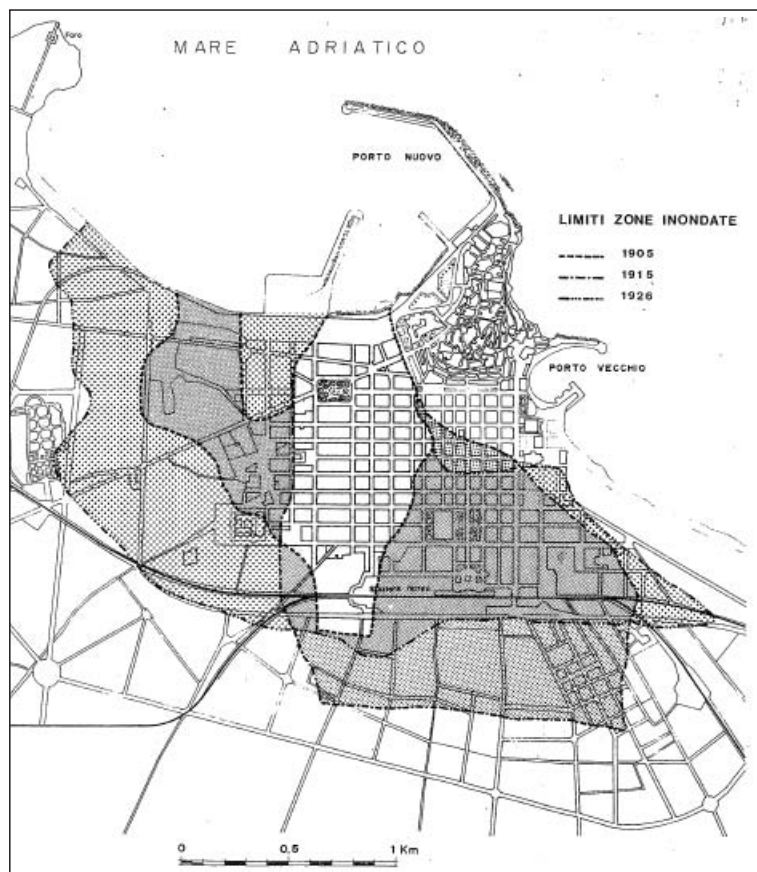 Faro
MARE ADRIATICO
PORTO NUOVO
LIMITI ZONE INONDATE
1905
1915
1926
PORTO VECCHIO
0
0,5
1 Km